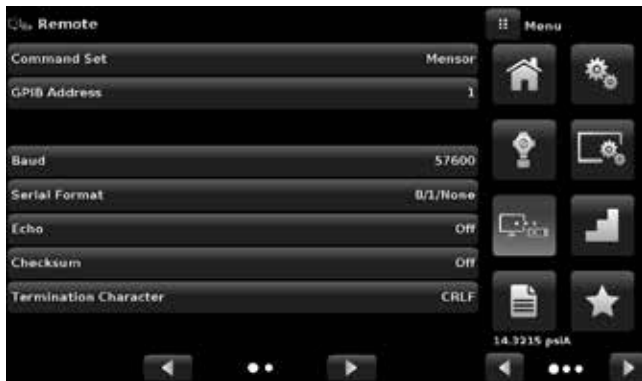 Remote
Command Set Mensor
GPIB Address 1
Baud 57600
Serial Format 8/1/None
Echo Off
Checksum Off
Termination Character CRLF
Menu
14.3215 psiA